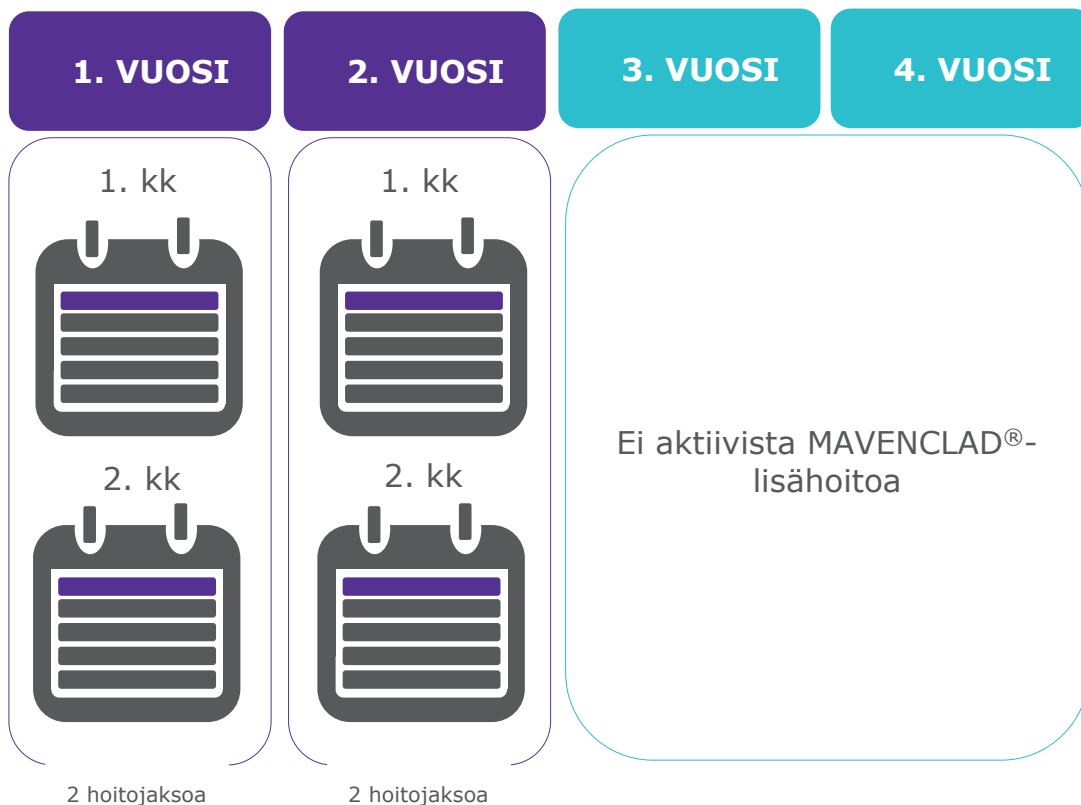 1. VUOSI
2. VUOSI
3. VUOSI
4. VUOSI
1. kk
1. kk
2. kk
2. kk
Ei aktiivista MAVENCLAD®-
lisähoitoa
2 hoitojaksoa
2 hoitojaksoa